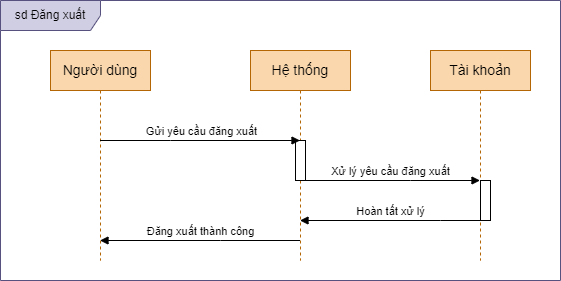 sd Đăng xuất
Người dùng
Hệ thống
Tài khoản
Gửi yêu cầu đăng xuất
Xử lý yêu cầu đăng xuất
Hoàn tất xử lý
Đăng xuất thành công